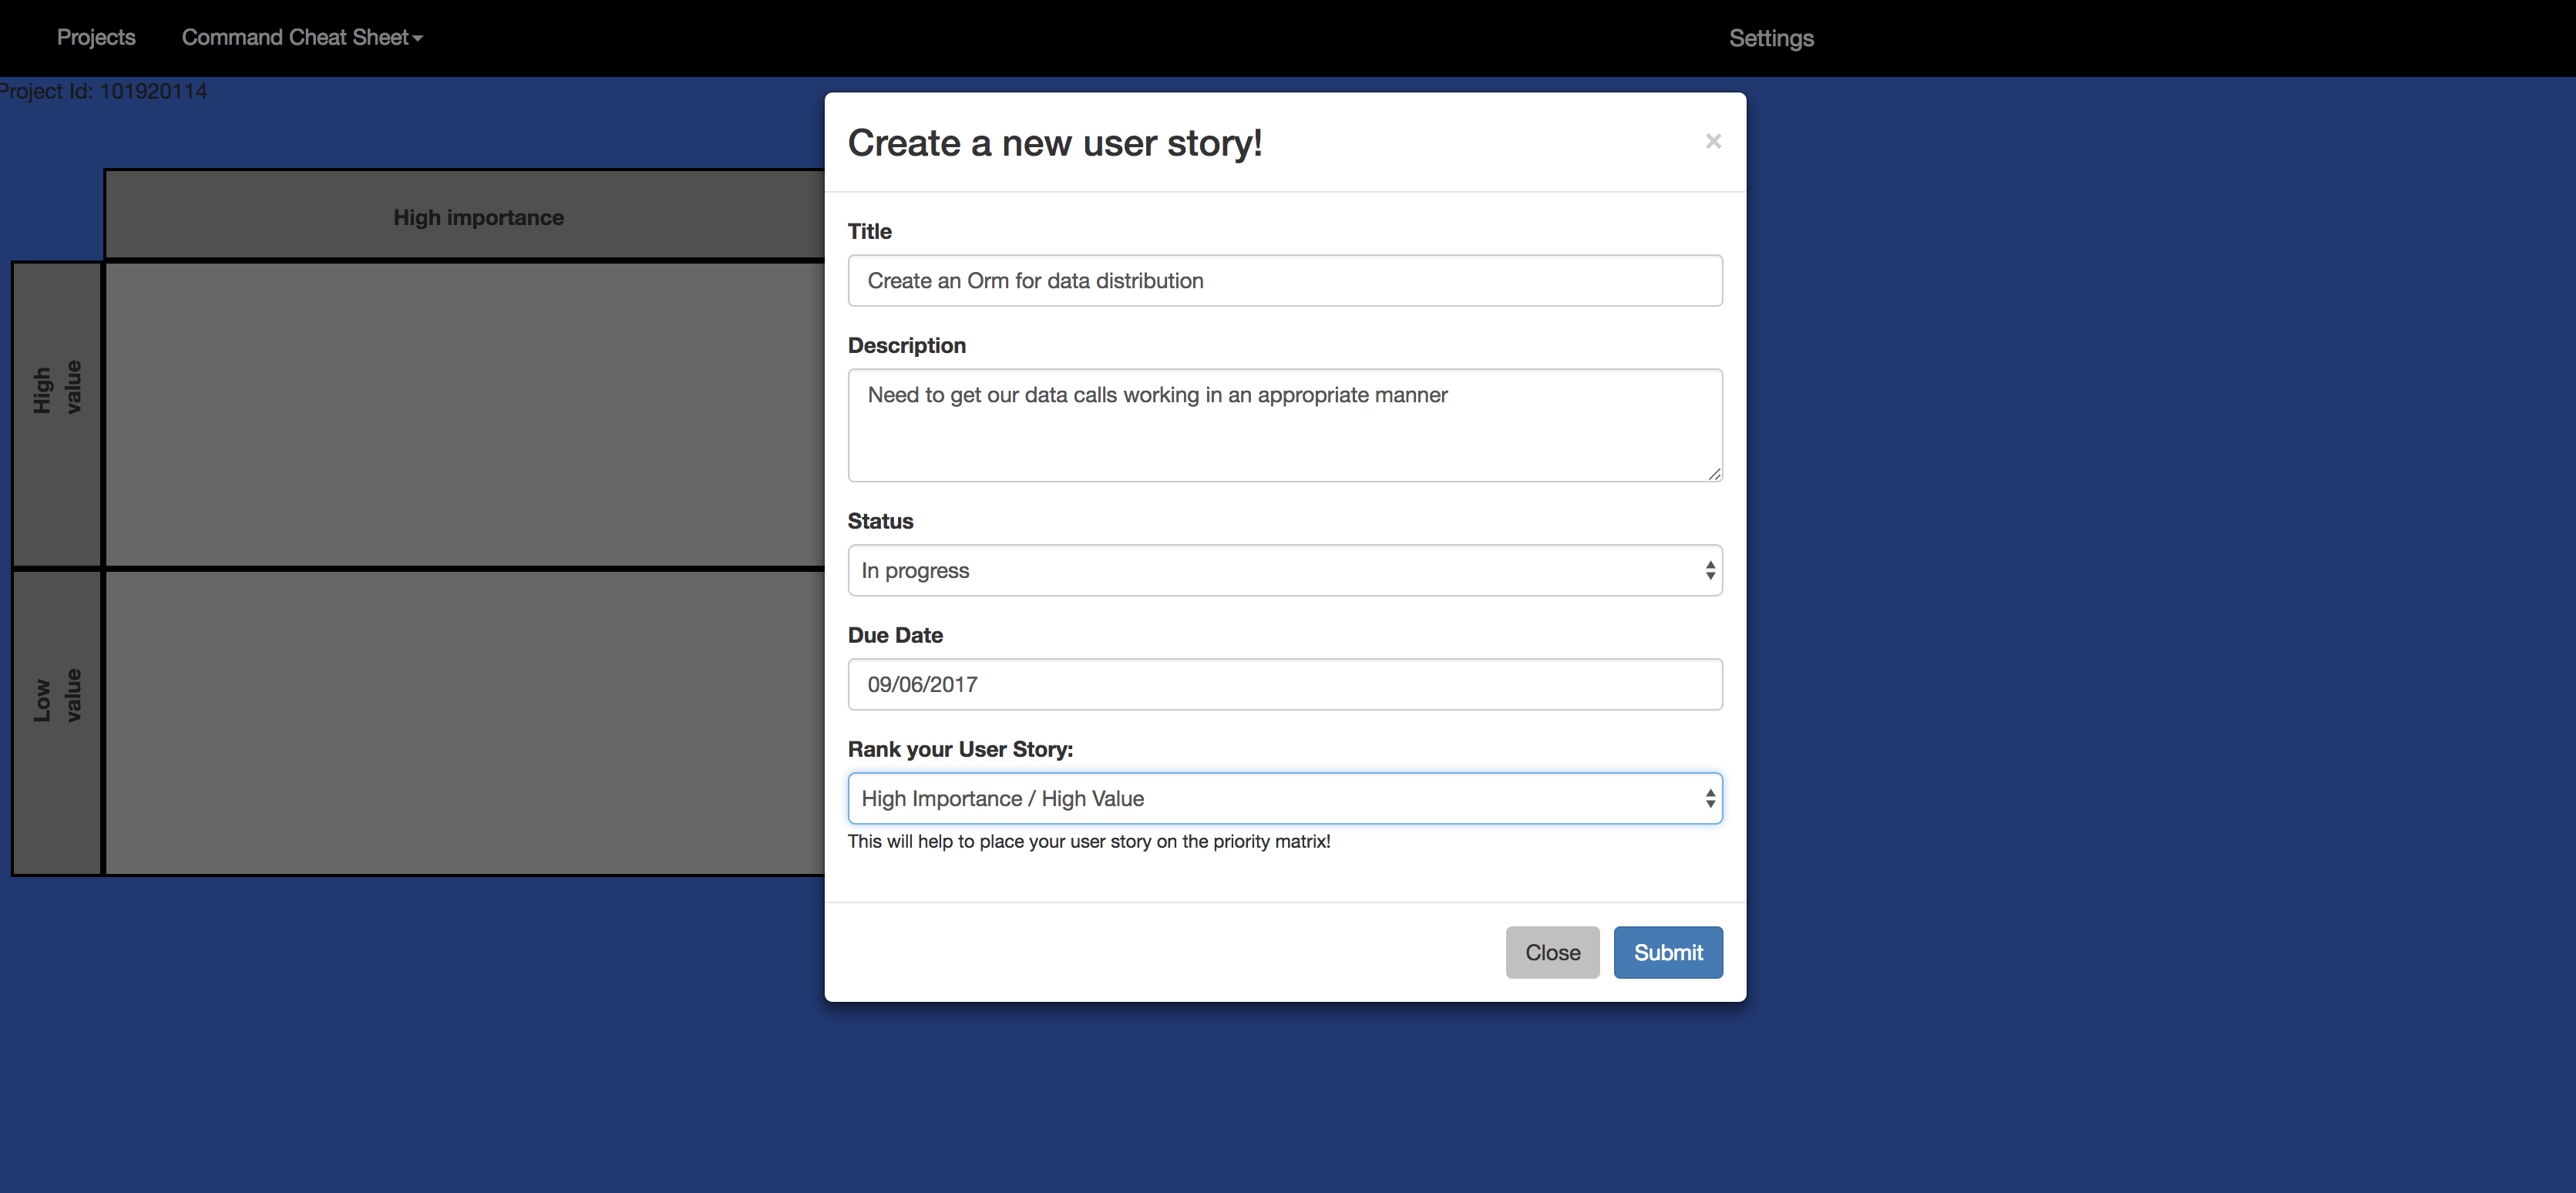 Projects Command Cheat Sheet Settings
Project Id: 101920114
High importance
High
value
Low
value
Create a new user story! ×
Title
Create an Orm for data distribution
Description
Need to get our data calls working in an appropriate manner
Status
In progress
Due Date
09/06/2017
Rank your User Story:
High Importance / High Value
This will help to place your user story on the priority matrix!
Close Submit